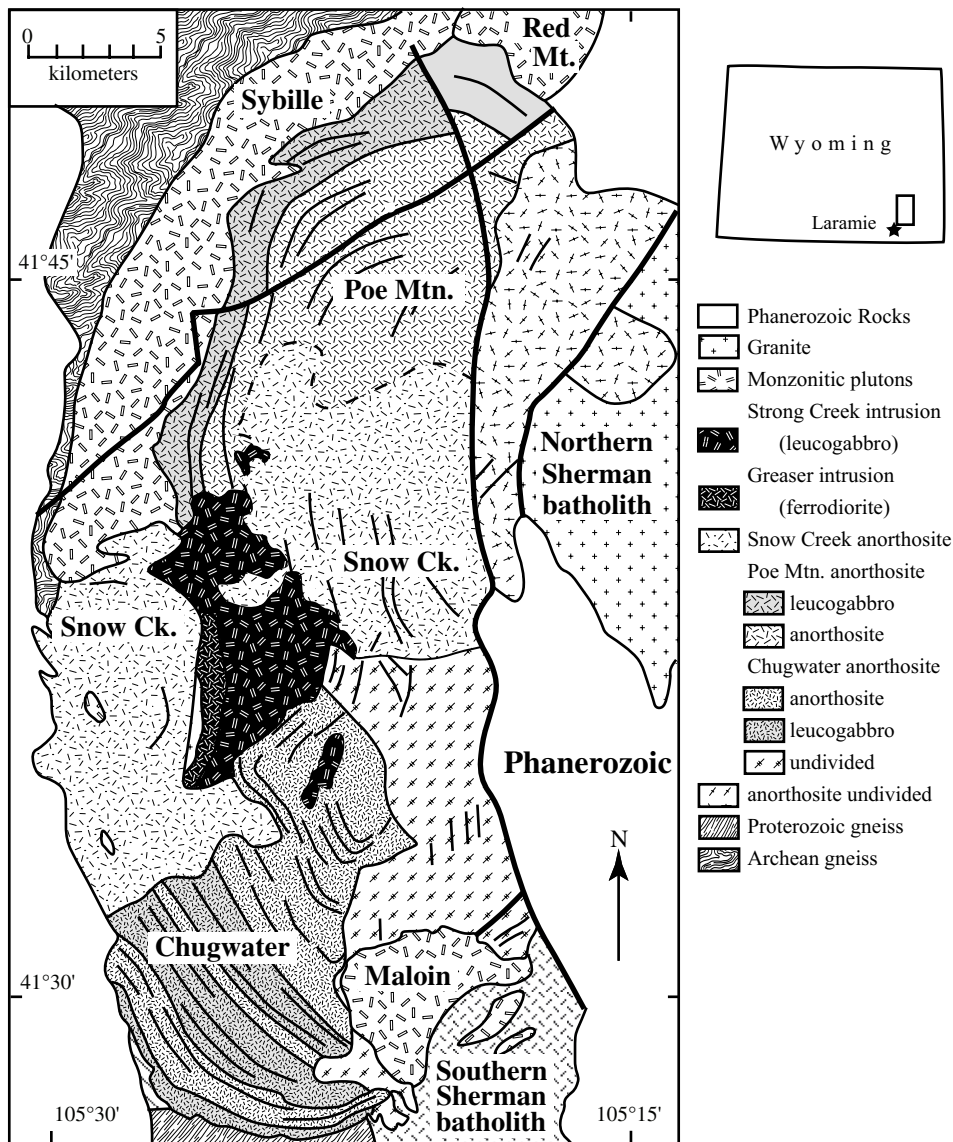 0 5
kilometers
Red
Mt.
Sybille
41°45'
Poe Mtn.
Northern
Sherman
batholith
Snow Ck.
Snow Ck.
Phanerozoic
N
Chugwater
Maloin
41°30'
Southern
Sherman
batholith
105°30'
105°15'
Wyoming
Laramie
Phanerozoic Rocks
Granite
Monzonitic plutons
Strong Creek intrusion
(leucogabbro)
Greaser intrusion
(ferrodiorite)
Snow Creek anorthosite
Poe Mtn. anorthosite
leucogabbro
anorthosite
Chugwater anorthosite
anorthosite
leucogabbro
undivided
anorthosite undivided
Proterozoic gneiss
Archean gneiss